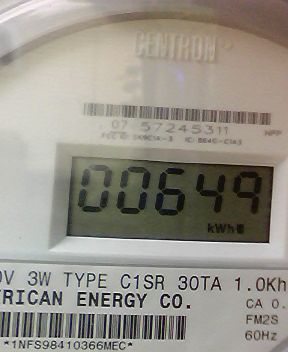 CENTRON
07 57245311
HPP
00649
kWh
0V 3W TYPE C1SR 30TA 1.0Kh
RICAN ENERGY CO.
CA 0.
FM2S
60Hz
*1NFS98410366MEC*